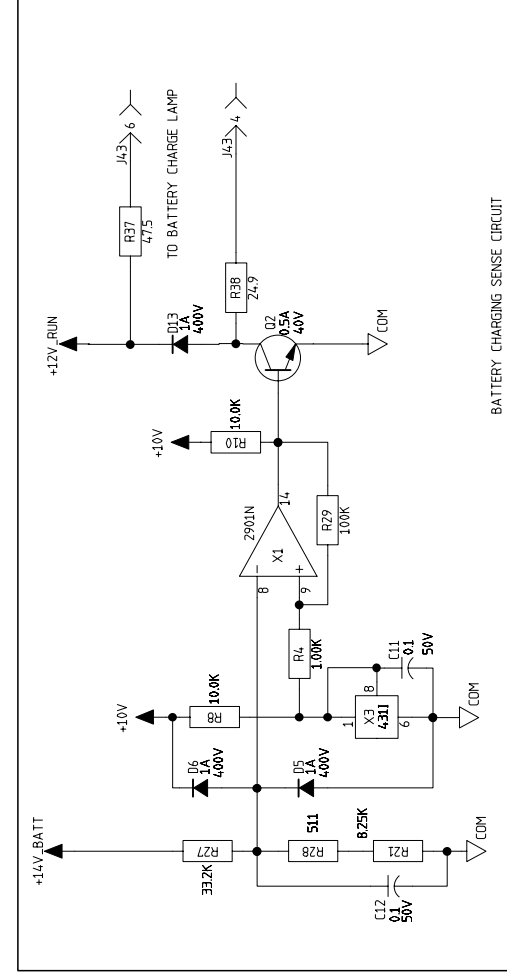 +14V_BATT
R27
33.2K
C12
0.1
50V
R28
511
R21
8.25K
COM
+10V
D6
1A
400V
R8
10.0K
D5
1A
400V
1
X3
431I
8
6
C11
0.1
50V
COM
R4
1.00K
8
9
−
+
X1
2901N
14
R29
100K
+10V
R10
10.0K
+12V_RUN
D13
1A
400V
Q2
0.5A
40V
COM
R37
47.5
J43
6
TO BATTERY CHARGE LAMP
R38
24.9
J43
4
BATTERY CHARGING SENSE CIRCUIT